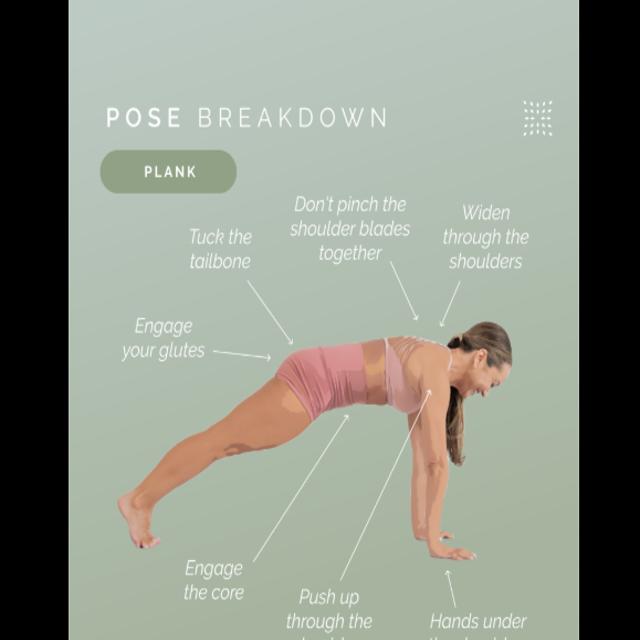 POSE BREAKDOWN
PLANK
Don't pinch the
shoulder blades
together
Widen
through the
shoulders
Tuck the
tailbone
Engage
your glutes
Engage
the core
Push up
through the
Hands under